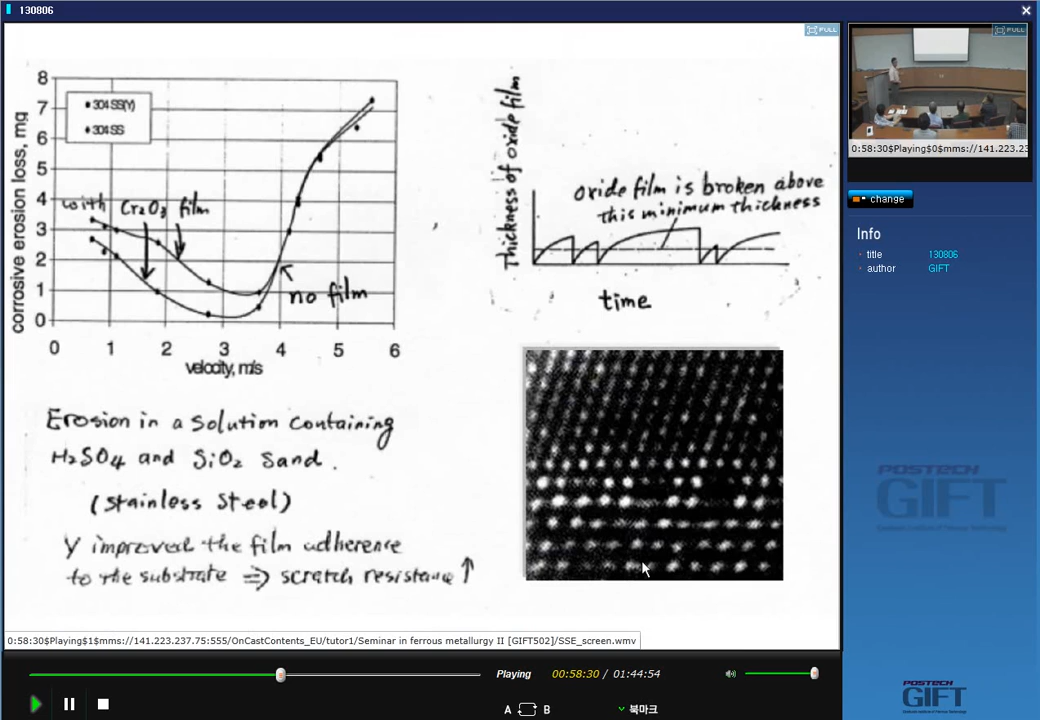 130806
FULL
8
7
6
5
4
3
2
1
0
304 SS(Y)
304 SS
corrosive erosion loss, mg
with Cr2O3 film
no film
0 1 2 3 4 5 6
velocity, m/s
Erosion in a solution containing
H2SO4 and SiO2 sand.
(stainless steel)
Y improved the film adherence
to the substrate ⇒ scratch resistance ↑
Thickness of oxide film
oxide film is broken above
this minimum thickness
time
0:58:30$Playing$1$mms://141.223.237.75:555/OnCastContents_EU/tutor1/Seminar in ferrous metallurgy II [GIFT502]/SSE_screen.wmv
Playing 00:58:30 / 01:44:54
A B 북마크
FULL
0:58:30$Playing$0$mms://141.223.23
change
Info
title 130806
author GIFT
POSTECH
GIFT
POSTECH
GIFT